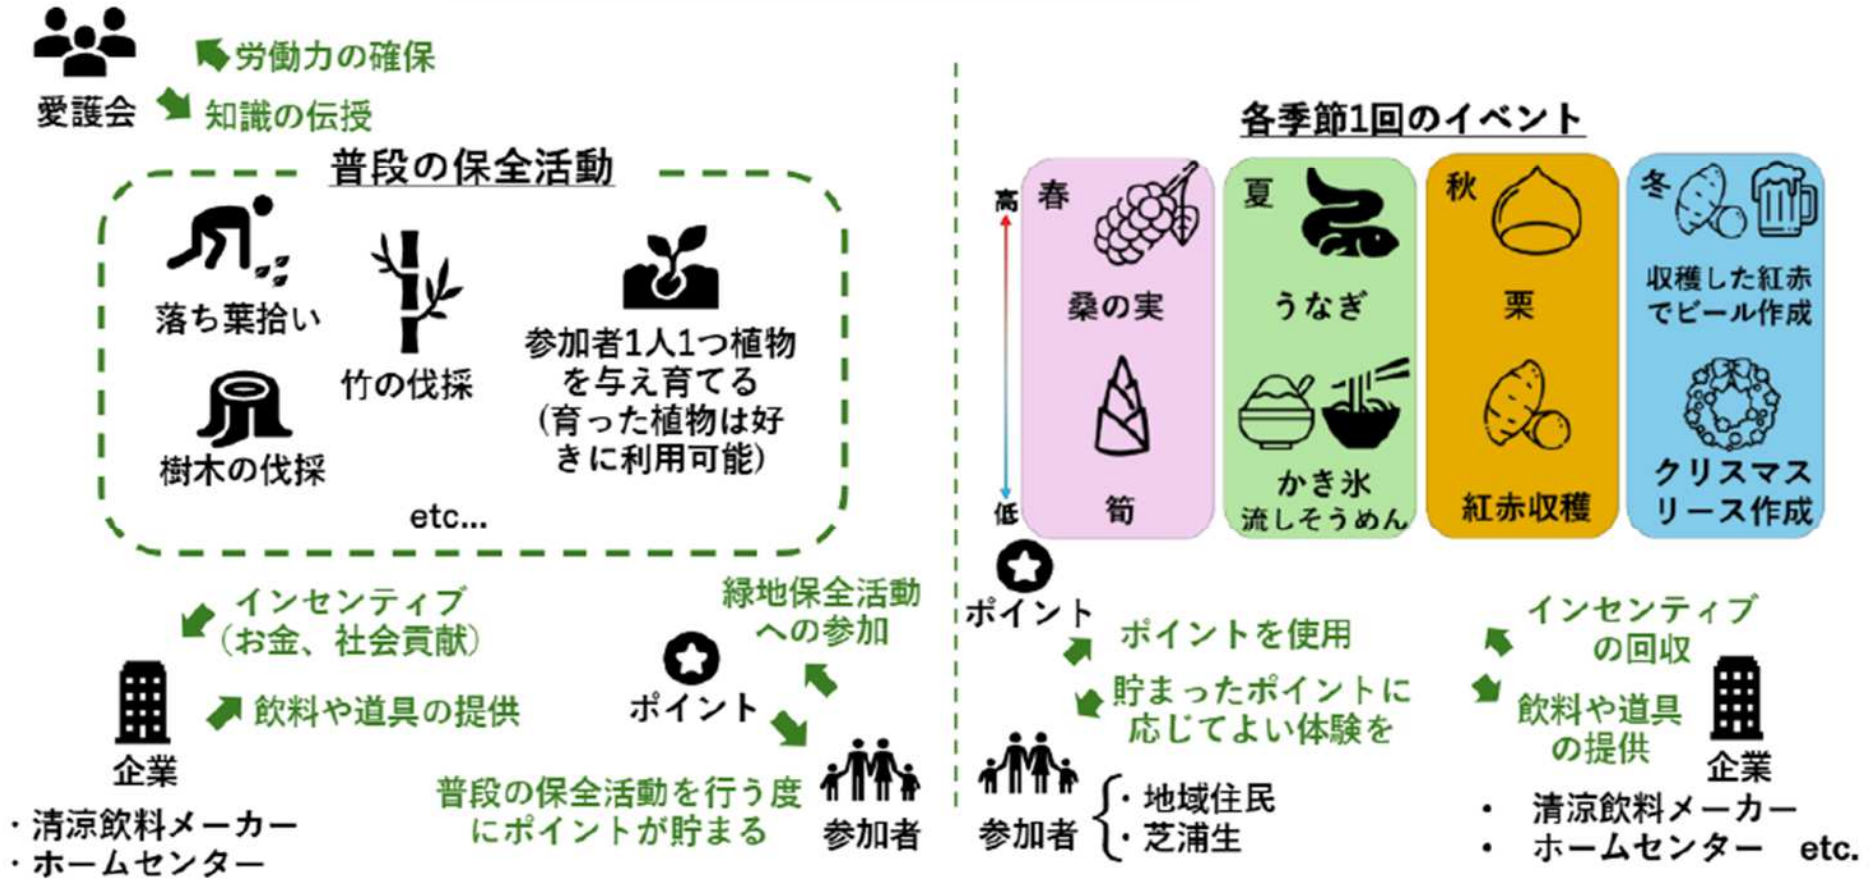 労働力の確保
愛護会
知識の伝授
普段の保全活動
落ち葉拾い
竹の伐採
樹木の伐採
参加者1人1つ植物
を与え育てる
(育った植物は好
きに利用可能)
etc...
インセンティブ
(お金、社会貢献)
飲料や道具の提供
企業
・清涼飲料メーカー
・ホームセンター
緑地保全活動
への参加
ポイント
普段の保全活動を行う度
にポイントが貯まる
参加者
各季節1回のイベント
高
低
春
桑の実
筍
夏
うなぎ
かき氷
流しそうめん
秋
栗
紅赤収穫
冬
収穫した紅赤
でビール作成
クリスマス
リース作成
ポイント
ポイントを使用
貯まったポイントに
応じてよい体験を
参加者
・地域住民
・芝浦生
インセンティブ
の回収
飲料や道具
の提供
企業
・ 清涼飲料メーカー
・ ホームセンター etc.